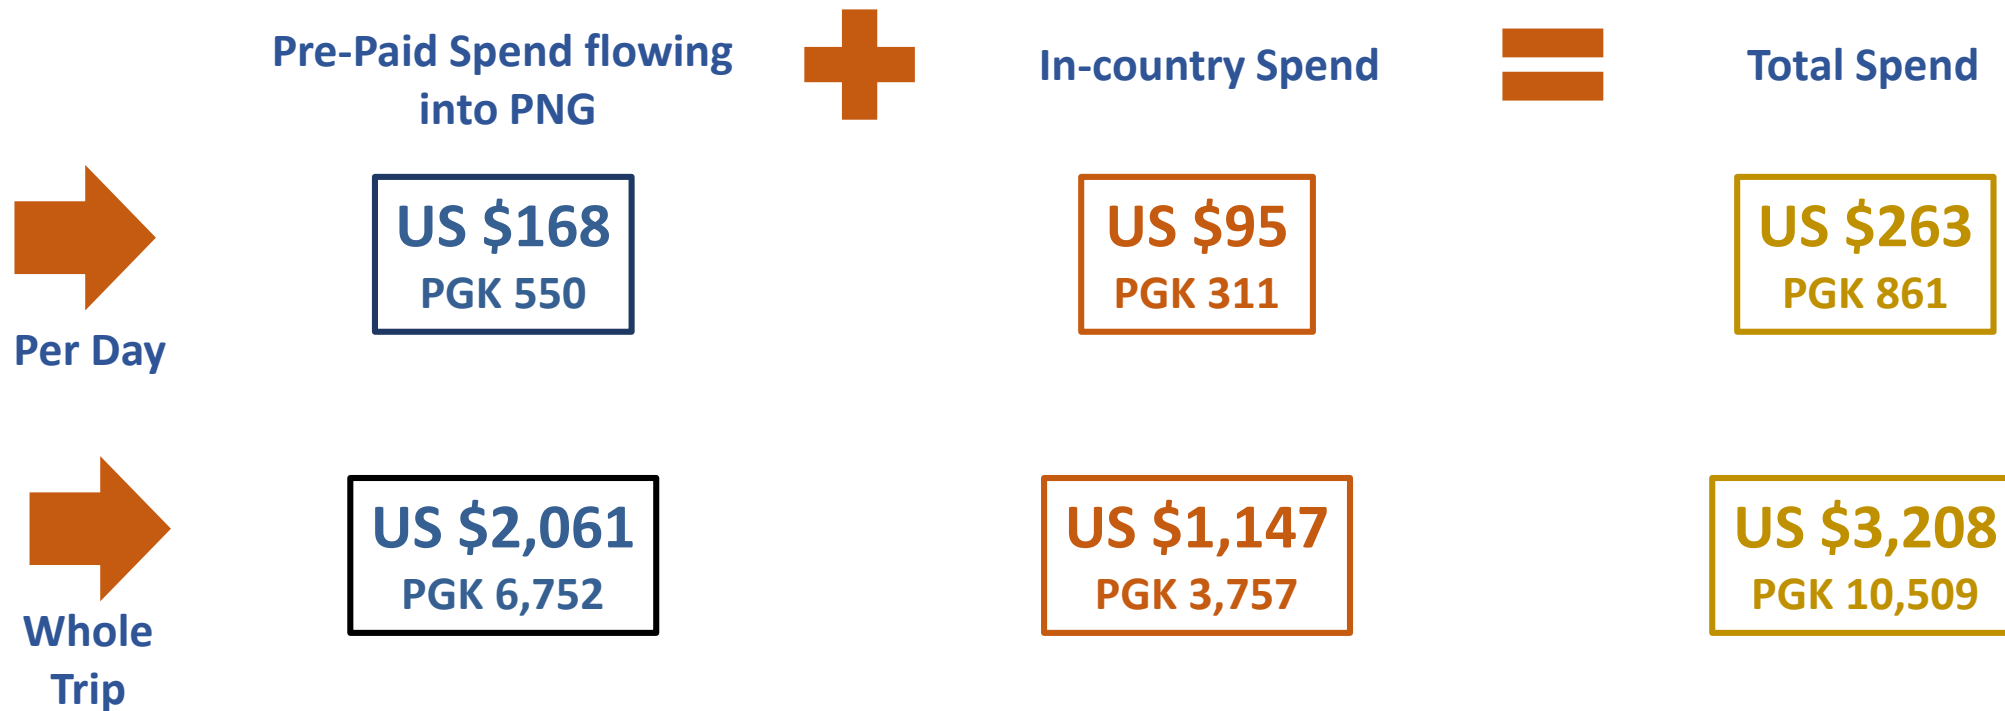 Pre-Paid Spend flowing
into PNG
In-country Spend
Total Spend
US $168
PGK 550
US $95
PGK 311
US $263
PGK 861
Per Day
US $2,061
PGK 6,752
US $1,147
PGK 3,757
US $3,208
PGK 10,509
Whole
Trip